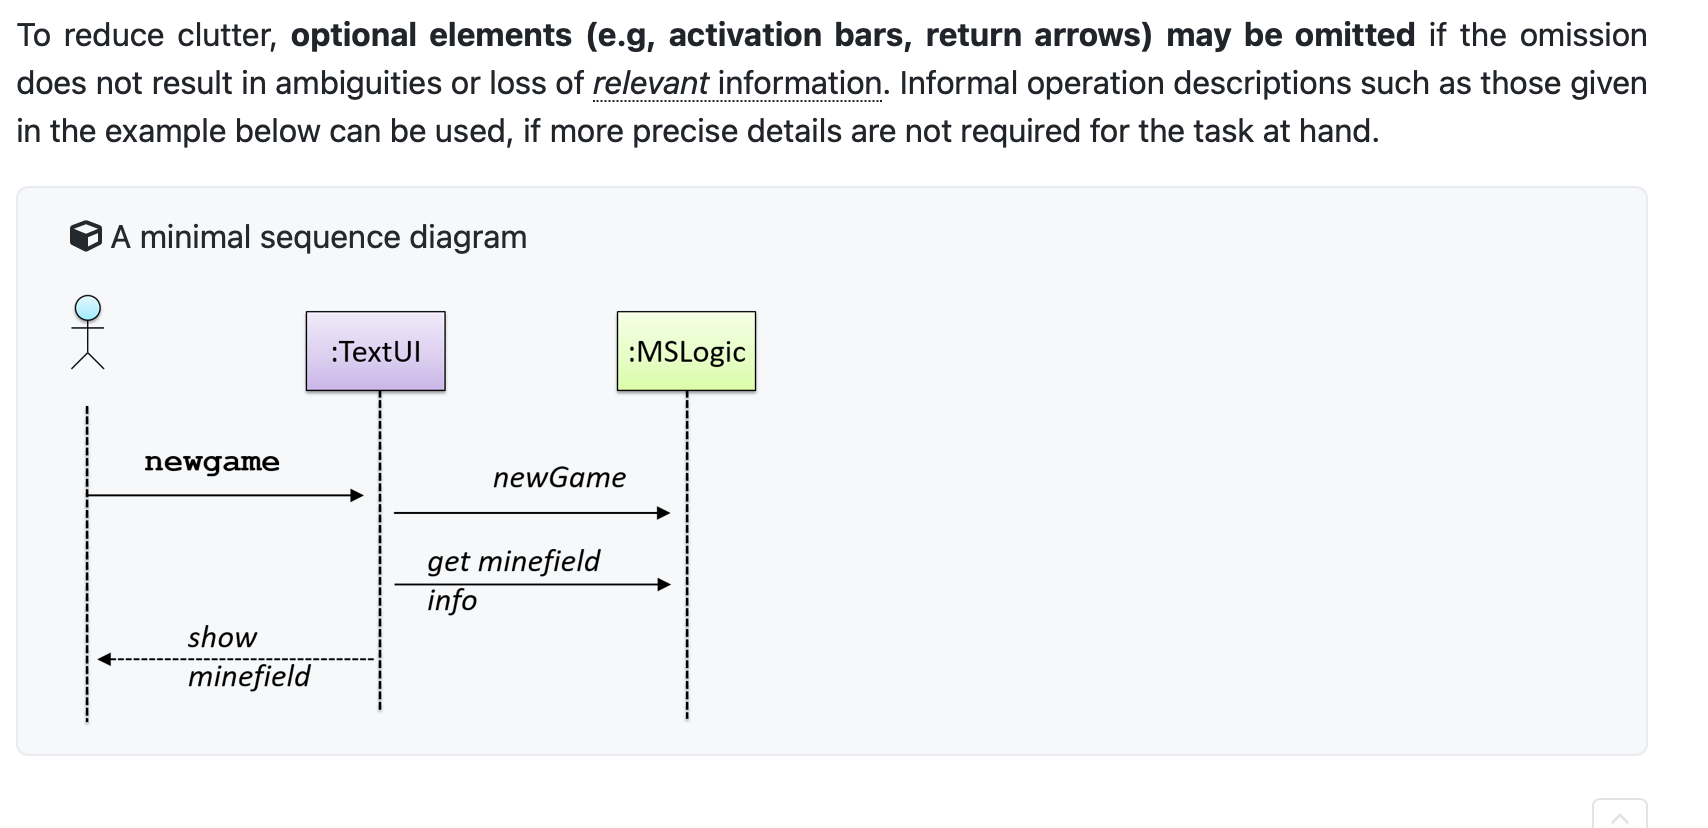 To reduce clutter, optional elements (e.g, activation bars, return arrows) may be omitted if the omission
does not result in ambiguities or loss of relevant information. Informal operation descriptions such as those given
in the example below can be used, if more precise details are not required for the task at hand.
A minimal sequence diagram
:TextUI
:MSLogic
newgame
newGame
get minefield
info
show
minefield